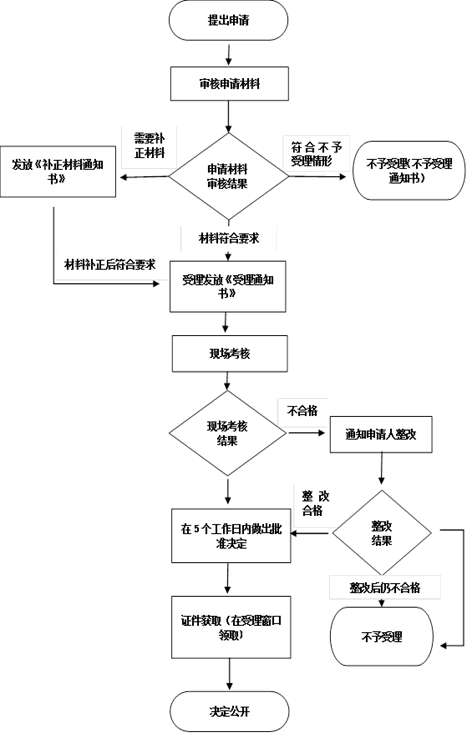 提出申请
审核申请材料
需要补
正材料
符合不予
受理情形
发放《补正材料通知
书》
申请材料
审核结果
不予受理(不予受理
通知书）
材料符合要求
材料补正后符合要求
受理发放《受理通知
书》
现场考核
不合格
现场考核
结果
通知申请人整改
整 改
合格
在5个工作日内做出批
准决定
整改
结果
整改后仍不合格
证件获取（在受理窗口
领取)
不予受理
决定公开